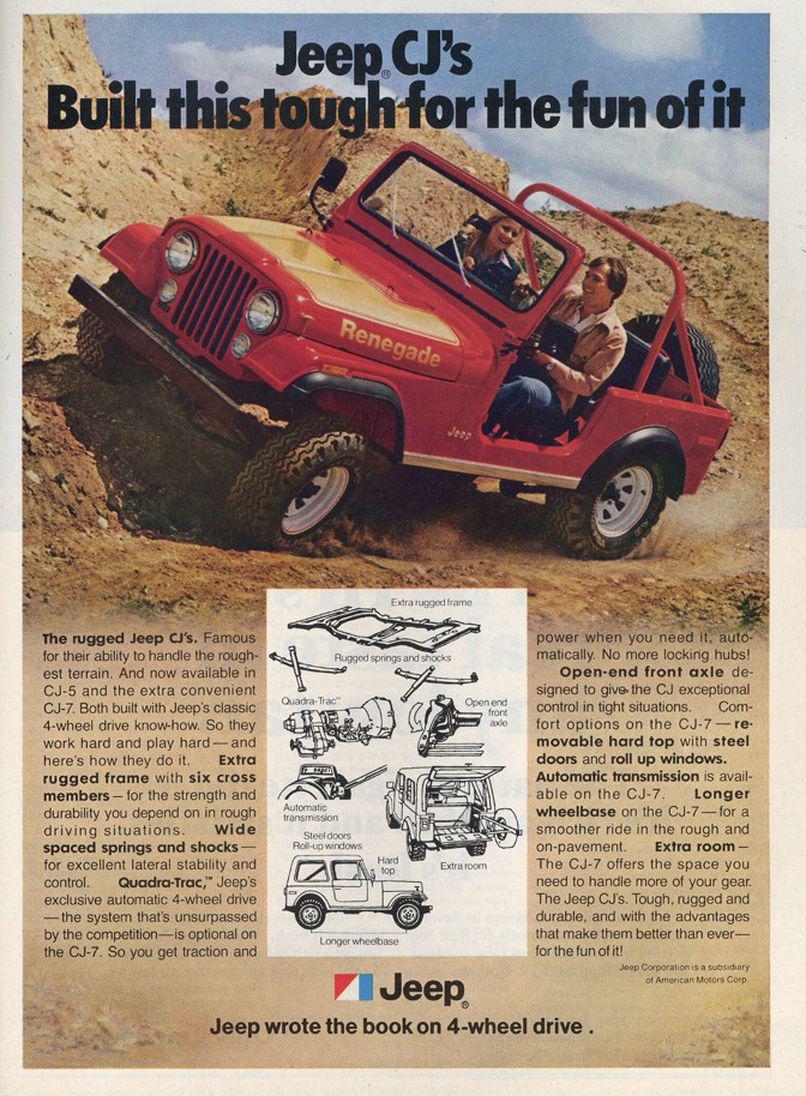 Jeep® CJ's
Built this tough for the fun of it
Renegade
Jeep
The rugged Jeep CJ's. Famous
for their ability to handle the rough-
est terrain. And now available in
CJ-5 and the extra convenient
CJ-7. Both built with Jeep's classic
4-wheel drive know-how. So they
work hard and play hard — and
here's how they do it. Extra
rugged frame with six cross
members — for the strength and
durability you depend on in rough
driving situations. Wide
spaced springs and shocks —
for excellent lateral stability and
control. Quadra-Trac,™ Jeep's
exclusive automatic 4-wheel drive
— the system that's unsurpassed
by the competition — is optional on
the CJ-7. So you get traction and
Extra rugged frame
Rugged springs and shocks
Quadra-Trac™
Open end
front
axle
Automatic
transmission
Steel doors
Roll-up windows
Hard
top
Extra room
Longer wheelbase
power when you need it, auto-
matically. No more locking hubs!
Open-end front axle de-
signed to give the CJ exceptional
control in tight situations. Com-
fort options on the CJ-7 — re-
movable hard top with steel
doors and roll up windows.
Automatic transmission is avail-
able on the CJ-7. Longer
wheelbase on the CJ-7 — for a
smoother ride in the rough and
on-pavement. Extra room —
The CJ-7 offers the space you
need to handle more of your gear.
The Jeep CJ's. Tough, rugged and
durable, and with the advantages
that make them better than ever —
for the fun of it!
Jeep Corporation is a subsidiary
of American Motors Corp.
Jeep®
Jeep wrote the book on 4-wheel drive.